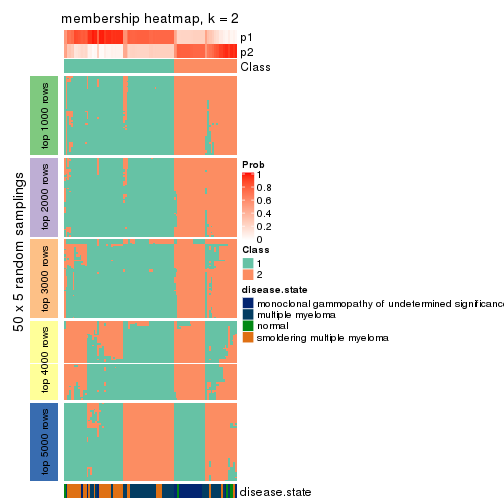 membership heatmap, k = 2
p1
p2
Class
50 x 5 random samplings
top 1000 rows
top 2000 rows
top 3000 rows
top 4000 rows
top 5000 rows
Prob
1
0.8
0.6
0.4
0.2
0
Class
1
2
disease.state
monoclonal gammopathy of undetermined significance
multiple myeloma
normal
smoldering multiple myeloma
disease.state